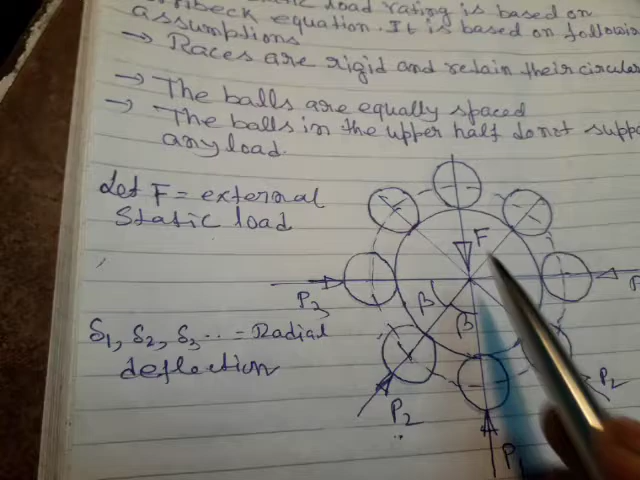 static load rating is based on
Stribeck equation. It is based on following
assumptions
→ Races are rigid and retain their circular
→ The balls are equally spaced
→ The balls in the upper half do not suppo
any load.
Let F = external
Static load
F
P3
β
β
δ1, δ2, δ3 ... = Radial
deflection
P2
P2
P1